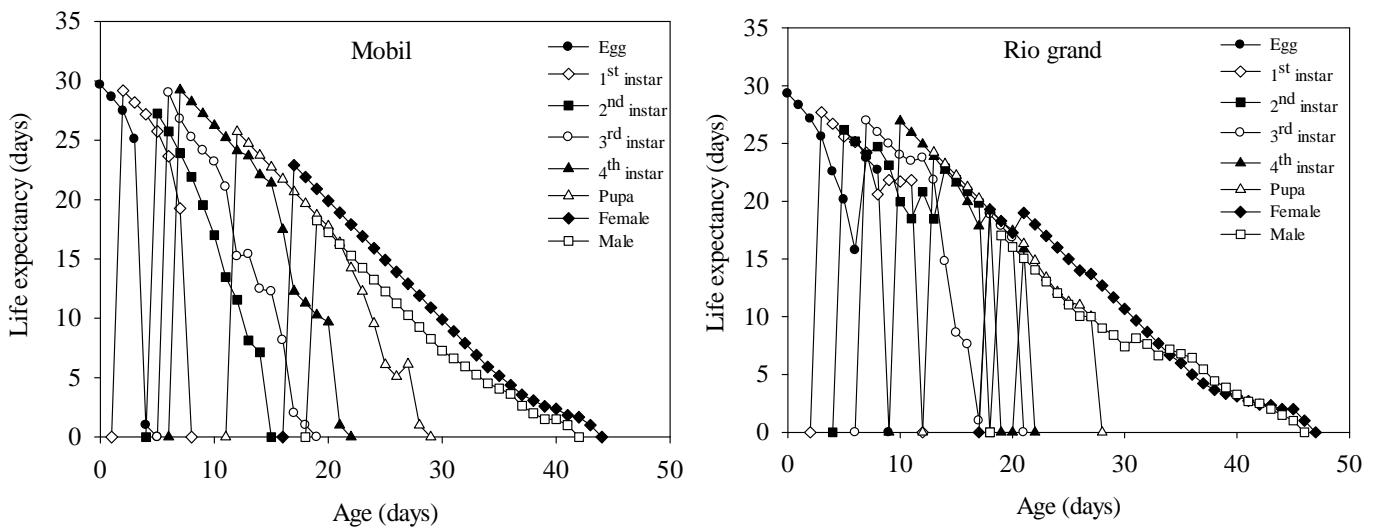 Mobil
Life expectancy (days)
35
30
25
20
15
10
5
0
0 10 20 30 40 50
Age (days)
Egg
1st instar
2nd instar
3rd instar
4th instar
Pupa
Female
Male
Rio grand
Life expectancy (days)
35
30
25
20
15
10
5
0
0 10 20 30 40 50
Age (days)
Egg
1st instar
2nd instar
3rd instar
4th instar
Pupa
Female
Male